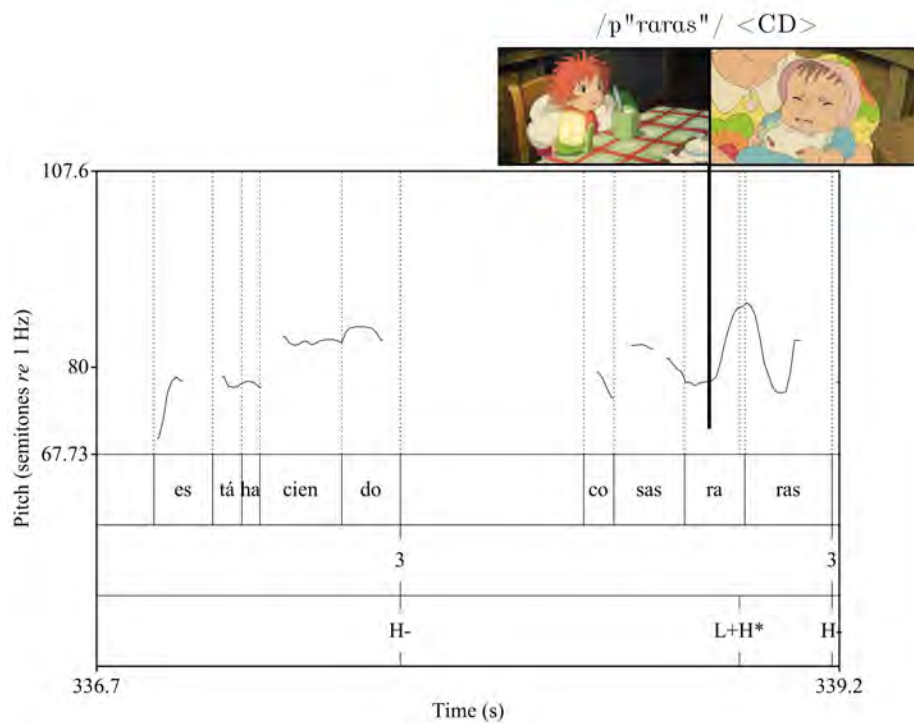 /p"raras"/ <CD>
107.6
80
67.73
Pitch (semitones re 1 Hz)
es tá ha cien do co sas ra ras
3 3
H- L+H* H-
336.7 339.2
Time (s)